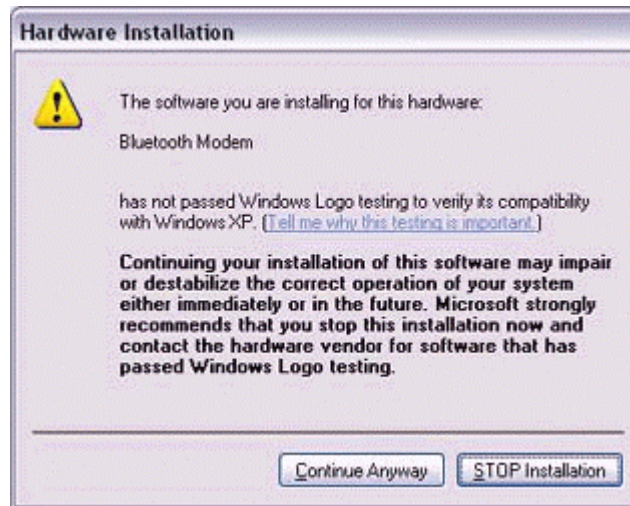 Hardware Installation
The software you are installing for this hardware:
Bluetooth Modem
has not passed Windows Logo testing to verify its compatibility
with Windows XP. (Tell me why this testing is important.)
Continuing your installation of this software may impair
or destabilize the correct operation of your system
either immediately or in the future. Microsoft strongly
recommends that you stop this installation now and
contact the hardware vendor for software that has
passed Windows Logo testing.
Continue Anyway
STOP Installation